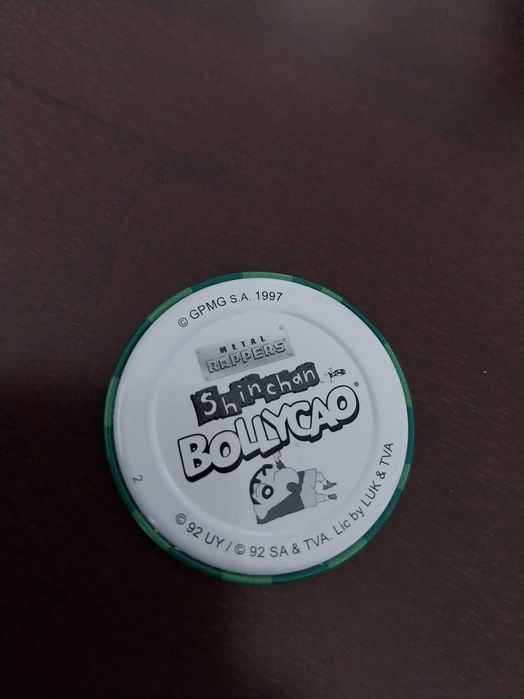 © GPMG S.A. 1997
METAL
RAPPERS
Shinchan
BOLLYCAO®
2
© 92 UY / © 92 SA & TVA. Lic by LUK & TVA